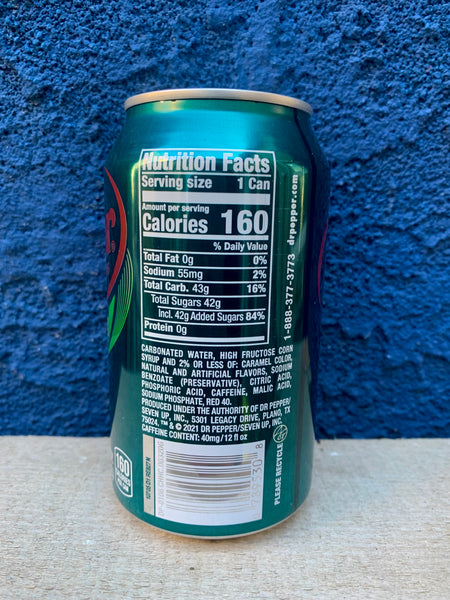 Nutrition Facts
Serving size 1 Can
Amount per serving
Calories 160
% Daily Value
Total Fat 0g 0%
Sodium 55mg 2%
Total Carb. 43g 16%
Total Sugars 42g
Incl. 42g Added Sugars 84%
Protein 0g
CARBONATED WATER, HIGH FRUCTOSE CORN
SYRUP AND 2% OR LESS OF: CARAMEL COLOR,
NATURAL AND ARTIFICIAL FLAVORS, SODIUM
BENZOATE (PRESERVATIVE), CITRIC ACID,
PHOSPHORIC ACID, CAFFEINE, MALIC ACID,
SODIUM PHOSPHATE, RED 40.
PRODUCED UNDER THE AUTHORITY OF DR PEPPER/
SEVEN UP, INC., 5301 LEGACY DRIVE, PLANO, TX
75024. ™ & © 2021 DR PEPPER/SEVEN UP, INC.
CAFFEINE CONTENT: 40mg/12 fl oz
1-888-377-3773 drpepper.com
PLEASE RECYCLE
160